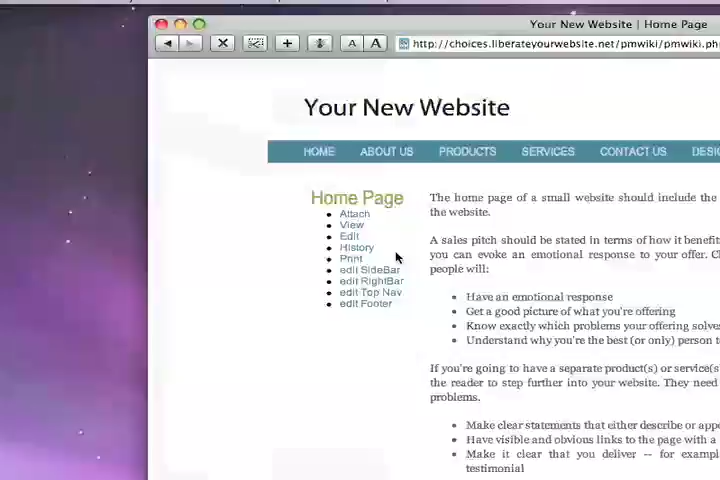 Your New Website | Home Page
A A http://choices.liberateyourwebsite.net/pmwiki/pmwiki.ph
Your New Website
HOME ABOUT US PRODUCTS SERVICES CONTACT US DESI
Home Page
Attach
View
Edit
History
Print
edit SideBar
edit RightBar
edit Top Nav
edit Footer
The home page of a small website should include the
the website.
A sales pitch should be stated in terms of how it benefit
you can evoke an emotional response to your offer.
people will:
Have an emotional response
Get a good picture of what you're offering
Know exactly which problems your offering solve
Understand why you're the best (or only) person t
If you're going to have a separate product(s) or service(s
the reader to step further into your website. They need
problems.
Make clear statements that either describe or app
Have visible and obvious links to the page with a
Make it clear that you deliver -- for example
testimonial